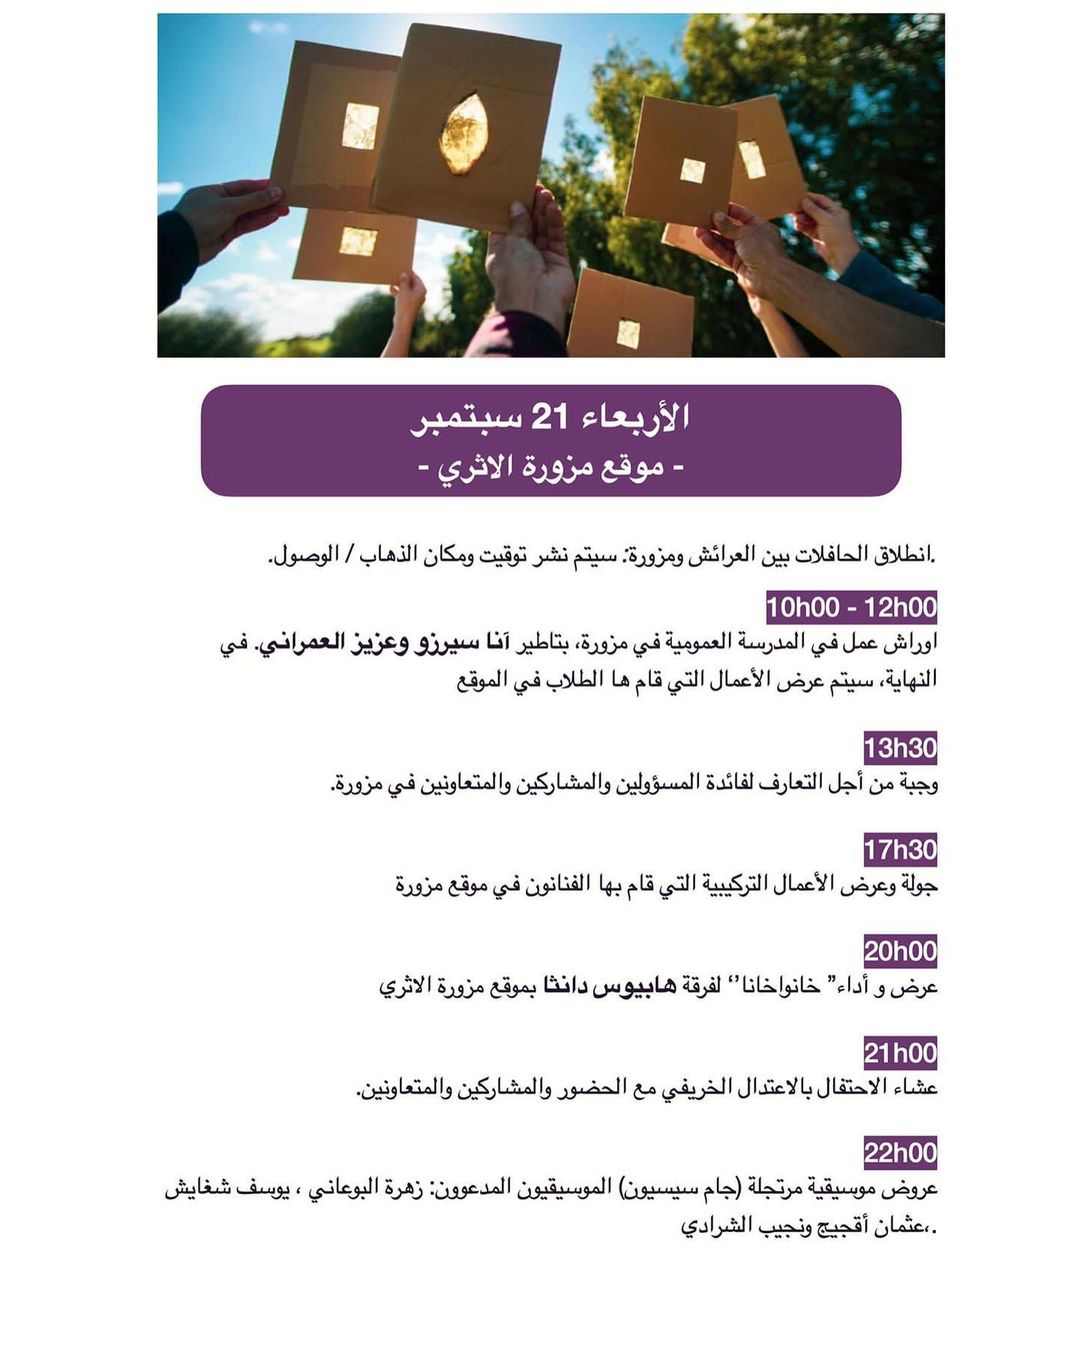 الأربعاء 21 سبتمبر
- موقع مزورة الاثري -
.انطلاق الحافلات بين العرائش ومزورة: سيتم نشر توقيت ومكان الذهاب / الوصول.
10h00 - 12h00
اوراش عمل في المدرسة العمومية في مزورة، بتاطير آنا سيرزو وعزيز العمراني. في
النهاية، سيتم عرض الأعمال التي قام ها الطلاب في الموقع
13h30
وجبة من أجل التعارف لفائدة المسؤولين والمشاركين والمتعاونين في مزورة.
17h30
جولة وعرض الأعمال التركيبية التي قام بها الفنانون في موقع مزورة
20h00
عرض و أداء” خانواخانا‘’ لفرقة هابيوس دانثا بموقع مزورة الاثري
21h00
عشاء الاحتفال بالاعتدال الخريفي مع الحضور والمشاركين والمتعاونين.
22h00
عروض موسيقية مرتجلة (جام سيسيون) الموسيقيون المدعوون: زهرة البوعاني ، يوسف شغايش
.،عثمان أقجيج ونجيب الشرادي